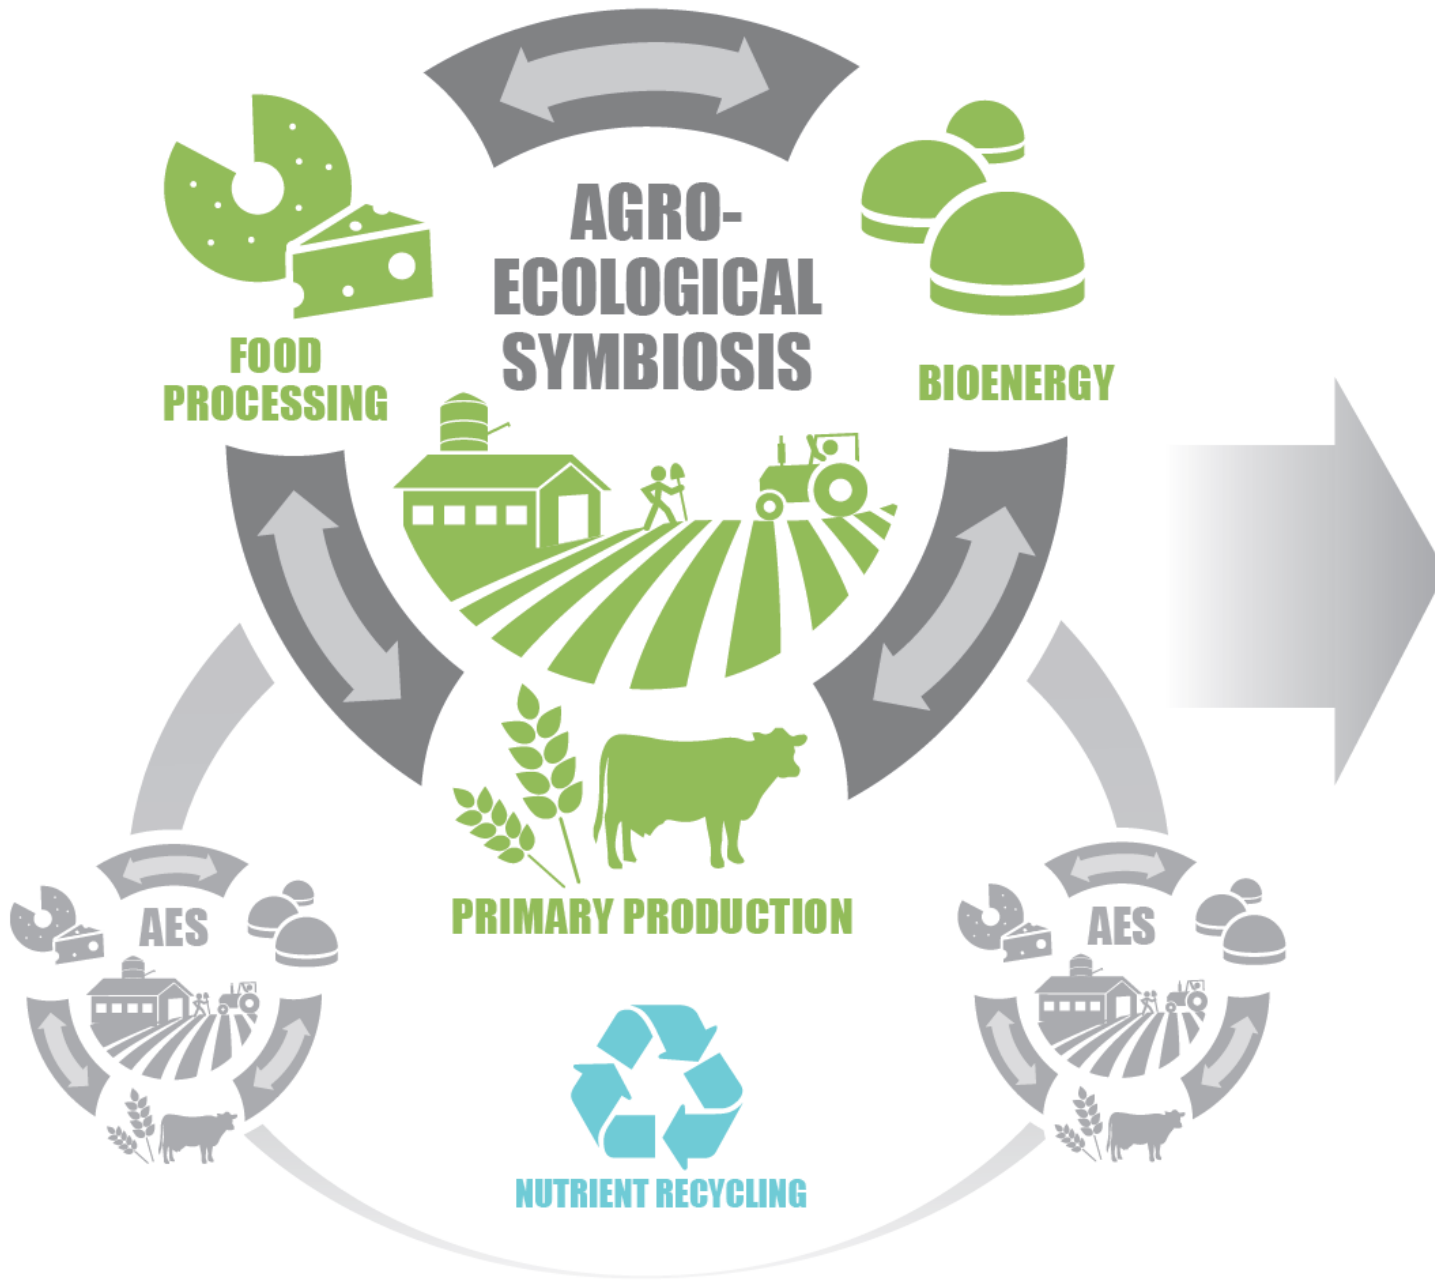 AGRO-
ECOLOGICAL
SYMBIOSIS
FOOD
PROCESSING
BIOENERGY
PRIMARY PRODUCTION
AES
AES
NUTRIENT RECYCLING